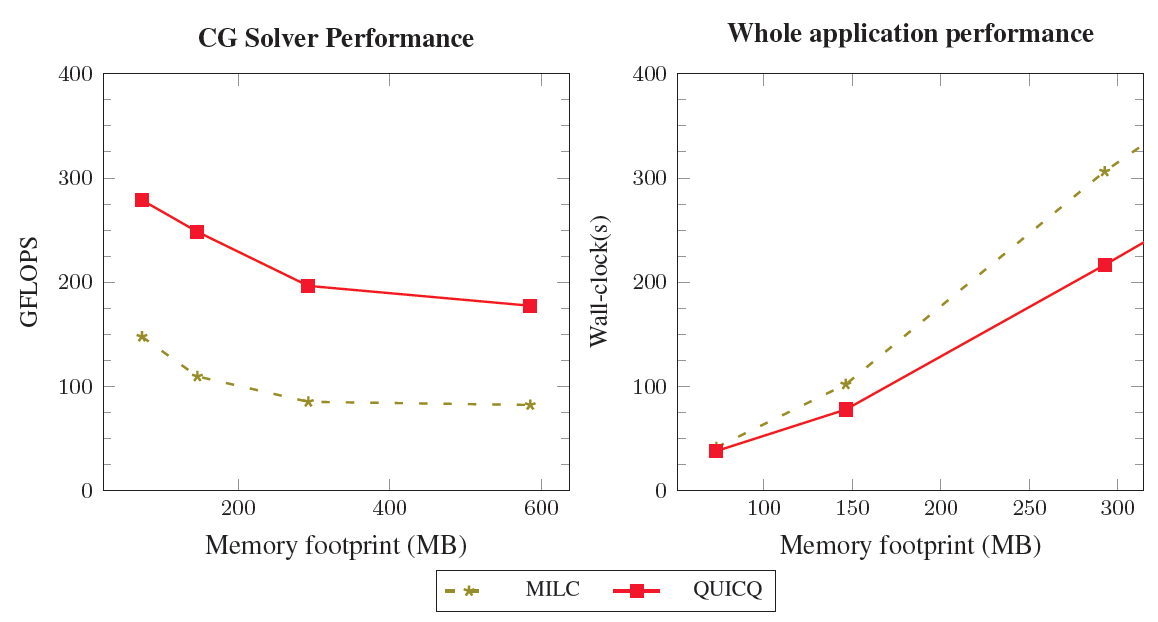 CG Solver Performance
400
300
200
100
0
GFLOPS
200 400 600
Memory footprint (MB)
Whole application performance
400
300
200
100
0
Wall-clock(s)
100 150 200 250 300
Memory footprint (MB)
MILC QUICQ